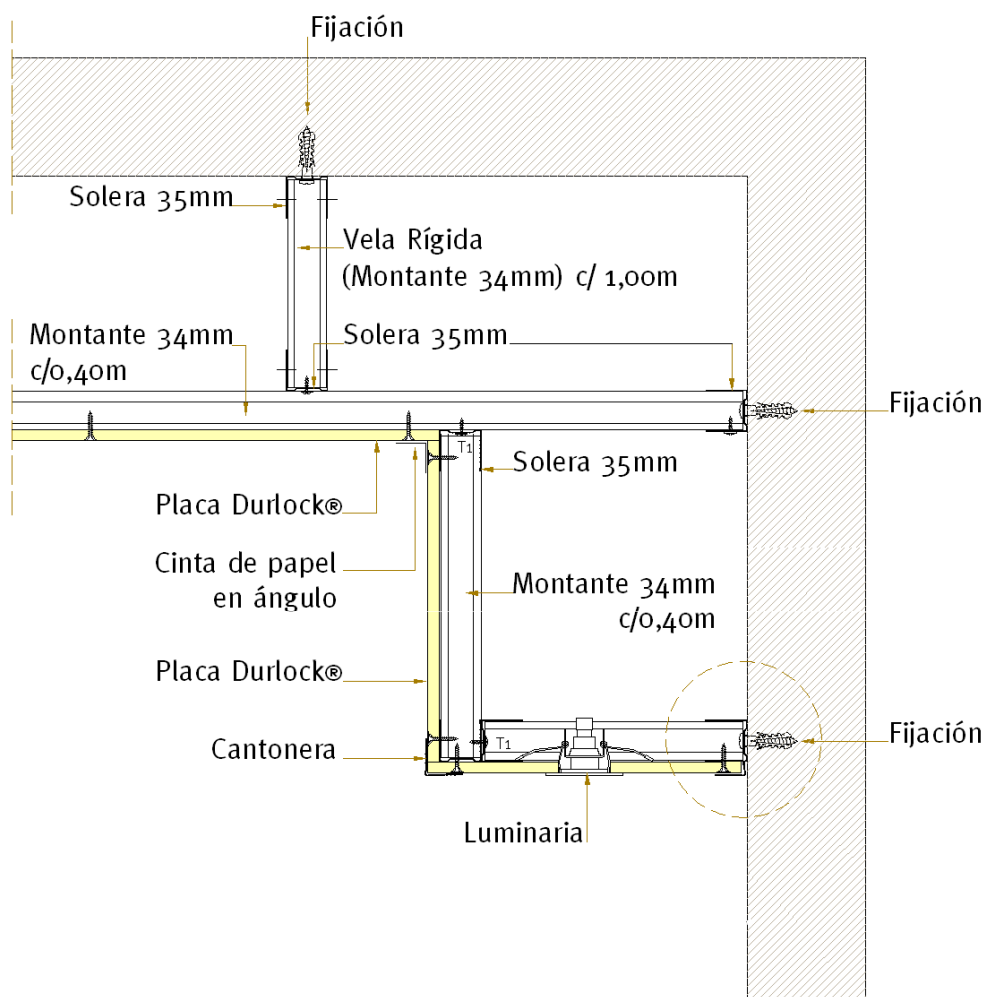 Fijación
Solera 35mm
Vela Rígida
(Montante 34mm) c/ 1,00m
Montante 34mm
c/0,40m
Solera 35mm
Fijación
T1
Solera 35mm
Placa Durlock®
Cinta de papel
en ángulo
Montante 34mm
c/0,40m
Placa Durlock®
Cantonera
T1
Fijación
Luminaria